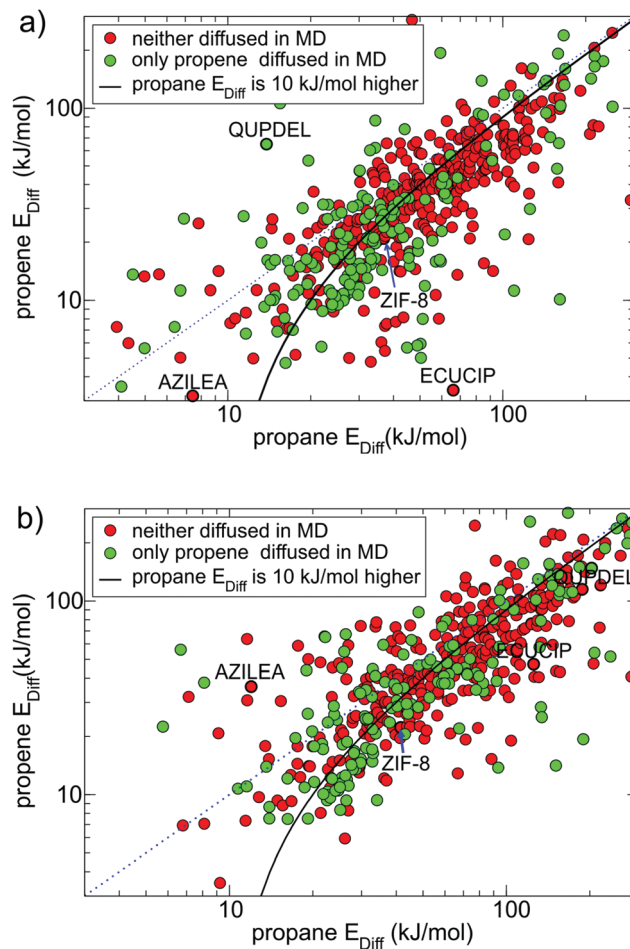 a)
neither diffused in MD
only propene diffused in MD
propane E_Diff is 10 kJ/mol higher
100
QUPDEL
propene E_Diff (kJ/mol)
10
ZIF-8
AZILEA
ECUCIP
10
100
propane E_Diff(kJ/mol)
b)
neither diffused in MD
only propene diffused in MD
propane E_Diff is 10 kJ/mol higher
QUPDEL
100
ECUCIP
AZILEA
propene E_Diff(kJ/mol)
ZIF-8
10
10
100
propane E_Diff (kJ/mol)